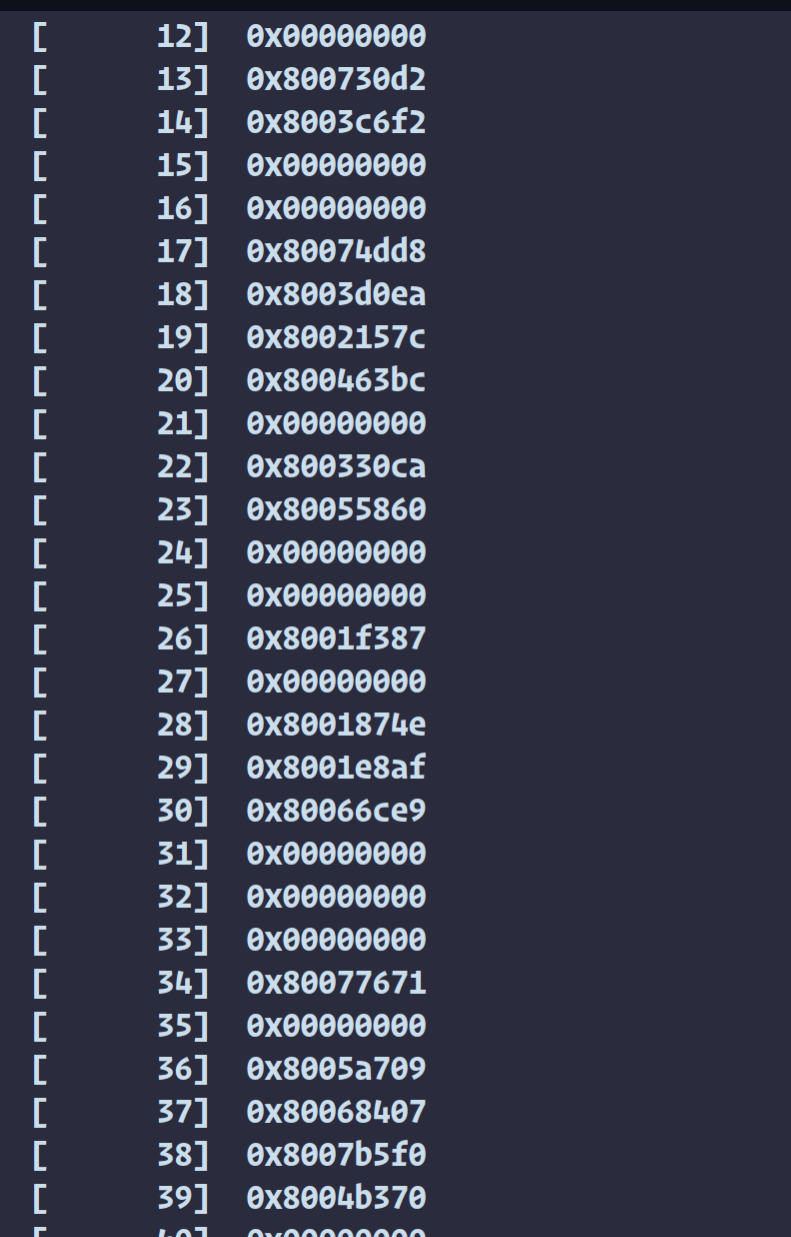 [         12]  0x00000000
[         13]  0x800730d2
[         14]  0x8003c6f2
[         15]  0x00000000
[         16]  0x00000000
[         17]  0x80074dd8
[         18]  0x8003d0ea
[         19]  0x8002157c
[         20]  0x800463bc
[         21]  0x00000000
[         22]  0x800330ca
[         23]  0x80055860
[         24]  0x00000000
[         25]  0x00000000
[         26]  0x8001f387
[         27]  0x00000000
[         28]  0x8001874e
[         29]  0x8001e8af
[         30]  0x80066ce9
[         31]  0x00000000
[         32]  0x00000000
[         33]  0x00000000
[         34]  0x80077671
[         35]  0x00000000
[         36]  0x8005a709
[         37]  0x80068407
[         38]  0x8007b5f0
[         39]  0x8004b370